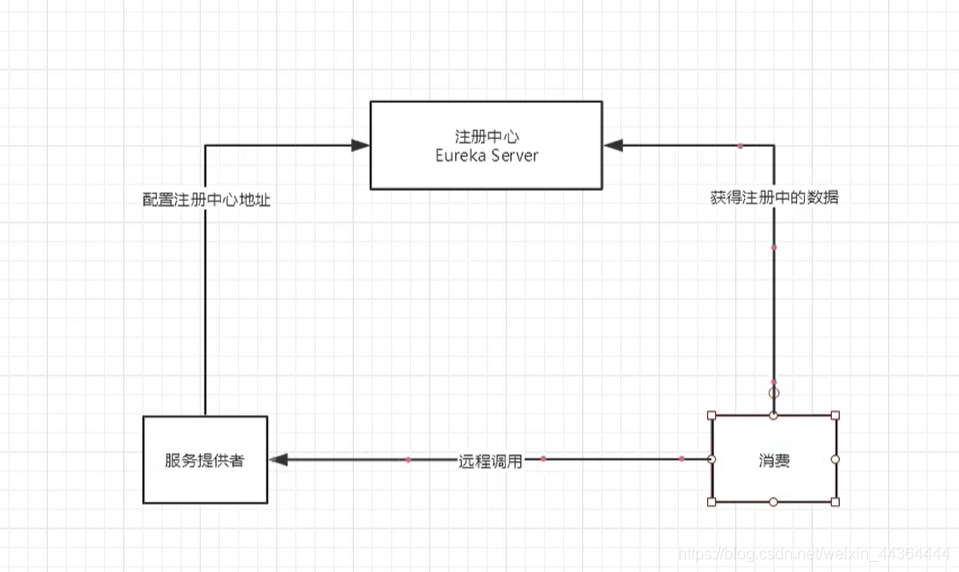 注册中心
Eureka Server
配置注册中心地址
获得注册中的数据
服务提供者
远程调用
消费
https://blog.csdn.net/weixin_44364444